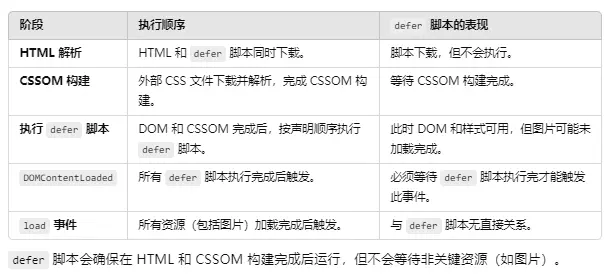 阶段 执行顺序 defer 脚本的表现
HTML 解析 HTML 和 defer 脚本同时下载。 脚本下载，但不会执行。
CSSOM 构建 外部 CSS 文件下载并解析，完成 CSSOM 构 等待 CSSOM 构建完成。
建。
执行 defer 脚本 DOM 和 CSSOM 完成后，按声明顺序执行 此时 DOM 和样式可用，但图片可能未
defer 脚本。 加载完成。
DOMContentLoaded 所有 defer 脚本执行完成后触发。 必须等待 defer 脚本执行完才能触发
此事件。
load 事件 所有资源（包括图片）加载完成后触发。 与 defer 脚本无直接关系。
defer 脚本会确保在 HTML 和 CSSOM 构建完成后运行，但不会等待非关键资源（如图片）。